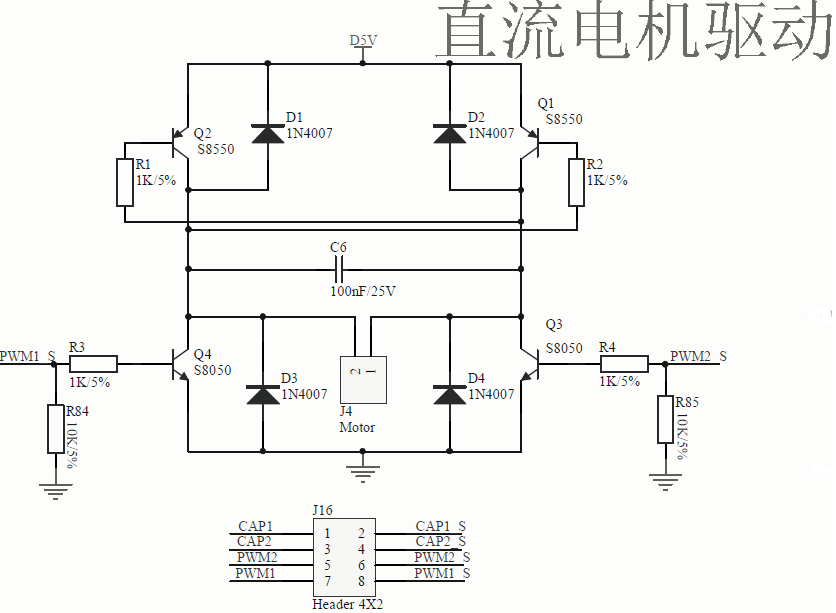 直流电机驱动
D5V
Q2
S8550
D1
1N4007
D2
1N4007
Q1
S8550
R1
1K/5%
R2
1K/5%
C6
100nF/25V
PWM1_S
R3
1K/5%
Q4
S8050
D3
1N4007
2 1
J4
Motor
D4
1N4007
Q3
S8050
R4
1K/5%
PWM2_S
R84
10K/5%
R85
10K/5%
J16
CAP1 1 2 CAP1_S
CAP2 3 4 CAP2_S
PWM2 5 6 PWM2_S
PWM1 7 8 PWM1_S
Header 4X2